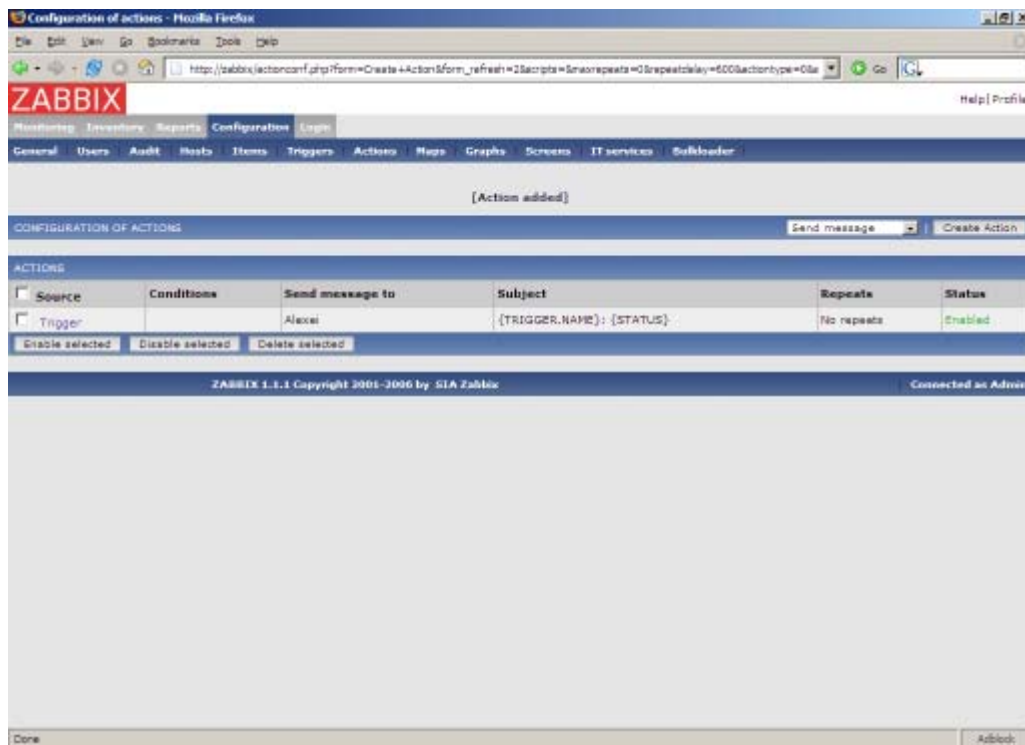 Configuration of actions - Mozilla Firefox
File Edit View Go Bookmarks Tools Help
http://zabbix/actionconf.php?form=Create+Action&form_refresh=2&scripts=&maxrepeats=0&repeatdelay=600&actiontype=0& Go G
ZABBIX Help | Profile
Monitoring Inventory Reports Configuration Login
General Users Audit Hosts Items Triggers Actions Maps Graphs Screens IT services Bulkloader
[Action added]
CONFIGURATION OF ACTIONS Send message | Create Action
ACTIONS
Source Conditions Send message to Subject Repeats Status
Trigger Alexei {TRIGGER.NAME}: {STATUS} No repeats Enabled
Enable selected Disable selected Delete selected
ZABBIX 1.1.1 Copyright 2001-2006 by SIA Zabbix Connected as Admin
Done Adblock